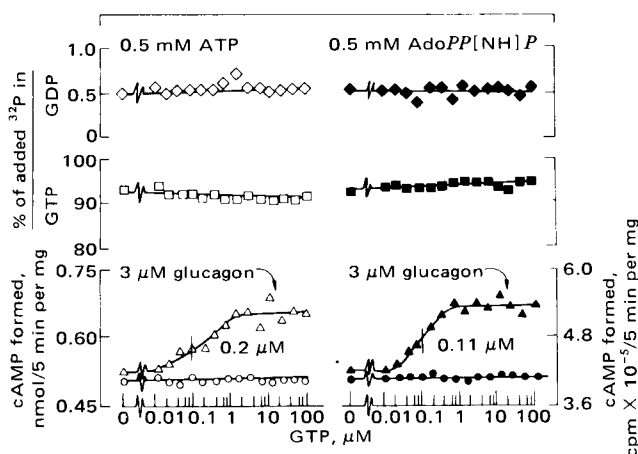 0.5 mM ATP
0.5 mM AdoPP[NH]P
% of added ³²P in
GDP
1.0
0.5
0
GTP
100
90
80
cAMP formed,
nmol/5 min per mg
0.75
0.60
0.45
3 μM glucagon
0.2 μM
3 μM glucagon
0.11 μM
6.0
4.8
3.6
cAMP formed,
cpm X 10⁻⁵/5 min per mg
0 0.01 0.1 1 10 100
0 0.01 0.1 1 10 100
GTP, μM